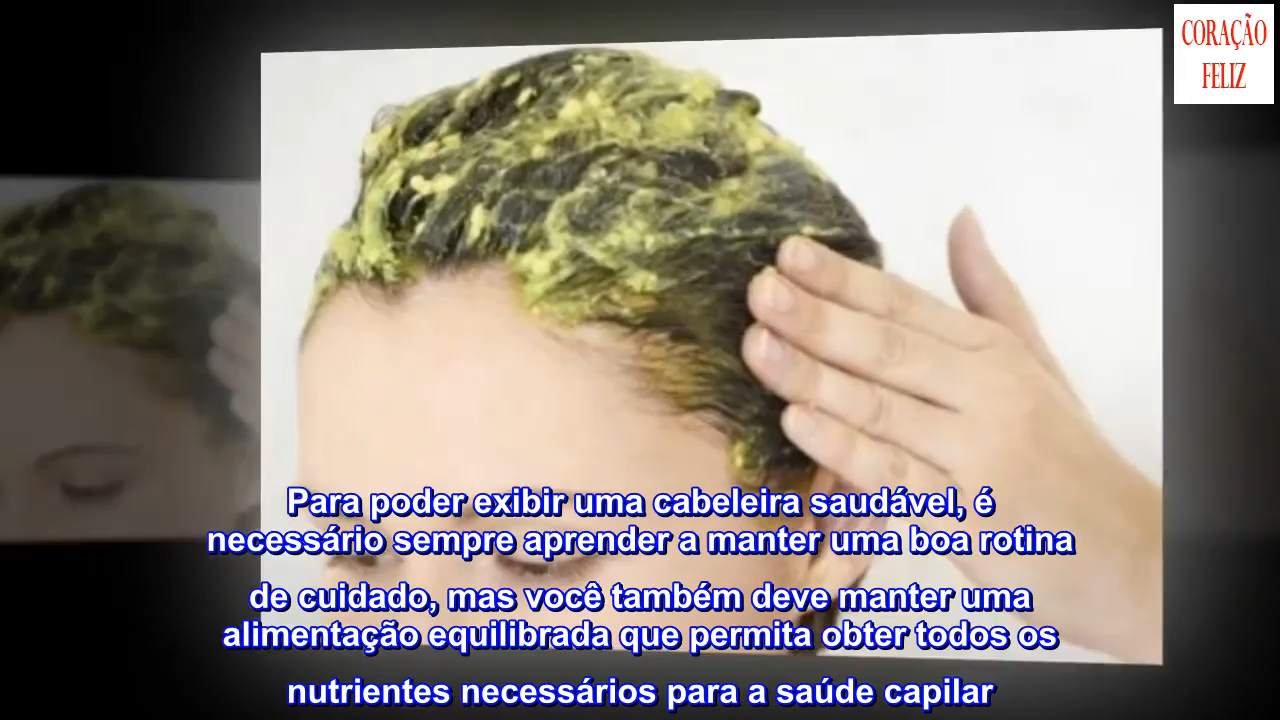 CORAÇÃO
FELIZ
Para poder exibir uma cabeleira saudável, é
necessário sempre aprender a manter uma boa rotina
de cuidado, mas você também deve manter uma
alimentação equilibrada que permita obter todos os
nutrientes necessários para a saúde capilar